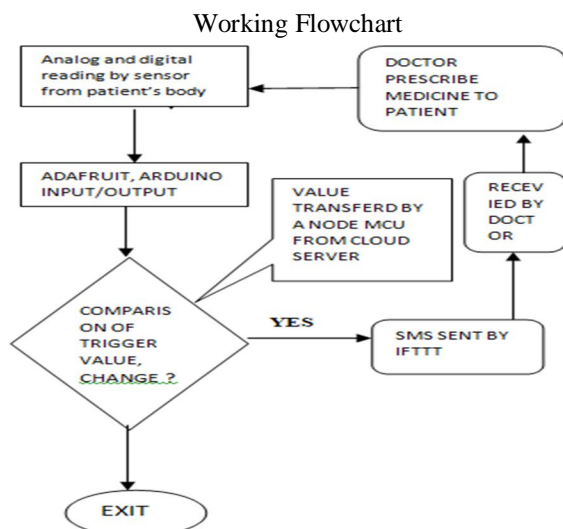 Working Flowchart
Analog and digital
reading by sensor
from patient's body
DOCTOR
PRESCRIBE
MEDICINE TO
PATIENT
ADAFRUIT, ARDUINO
INPUT/OUTPUT
VALUE
TRANSFERD BY
A NODE MCU
FROM CLOUD
SERVER
RECEV
IED BY
DOCT
OR
COMPARIS
ON OF
TRIGGER
VALUE,
CHANGE ?
YES
SMS SENT BY
IFTTT
EXIT